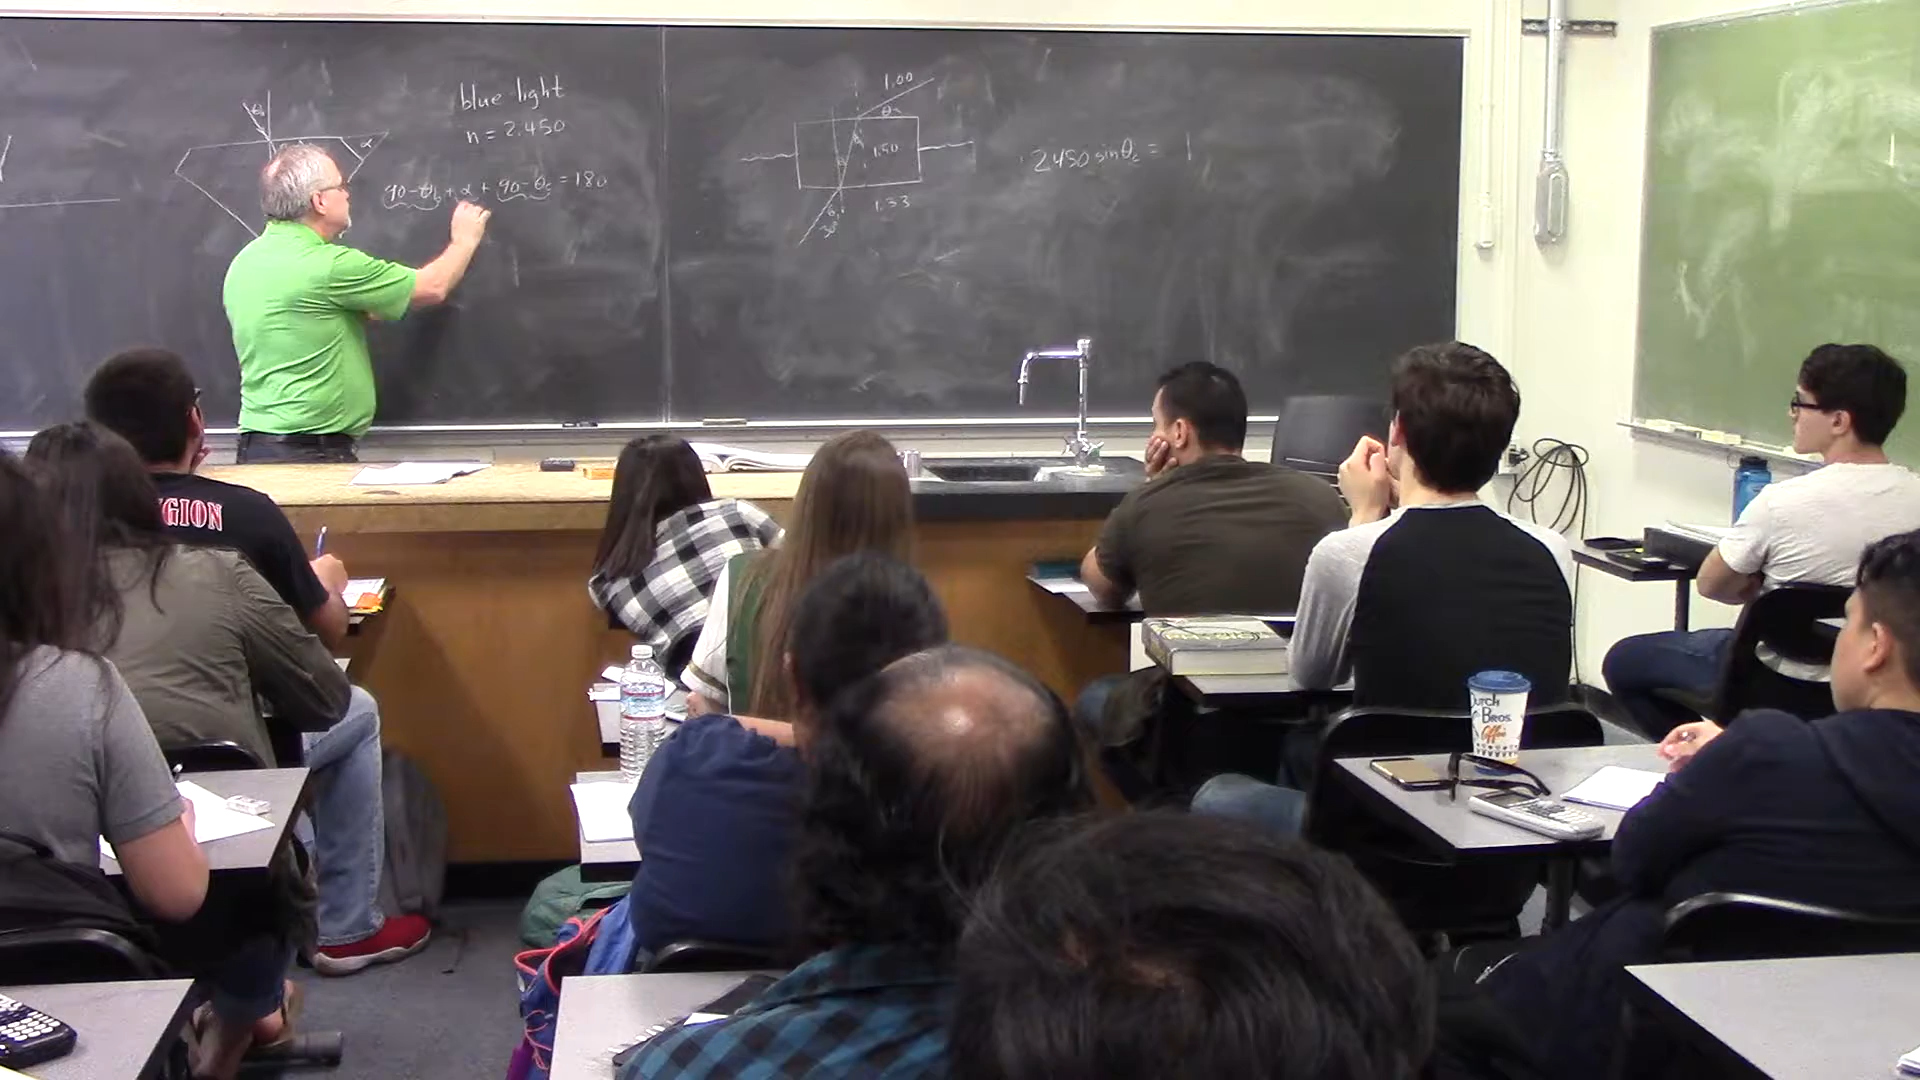 blue light
n = 2.450
90 - θb + α + 90 - θc = 180
α
1.00
1.50
1.33
30°
2.450 sin θc = 1
GION
Dutch
Bros.
Coffee